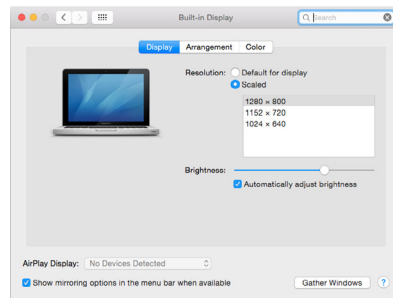 Built-in Display
Search
Display Arrangement Color
Resolution: Default for display
Scaled
1280 × 800
1152 × 720
1024 × 640
Brightness:
Automatically adjust brightness
AirPlay Display: No Devices Detected
Show mirroring options in the menu bar when available
Gather Windows ?